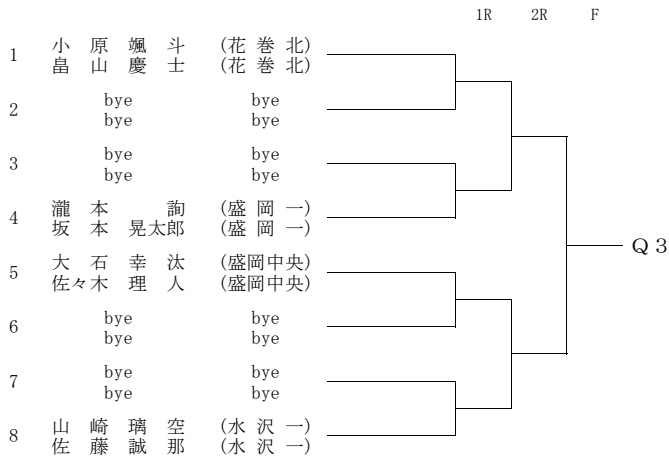 1R 2R F
1 小 原 颯 斗 (花 巻 北)
畠 山 慶 士 (花 巻 北)
2 bye bye
bye bye
3 bye bye
bye bye
4 瀧 本 詢 (盛 岡 一)
坂 本 晃太郎 (盛 岡 一)
Q 3
5 大 石 幸 汰 (盛岡中央)
佐々木 理 人 (盛岡中央)
6 bye bye
bye bye
7 bye bye
bye bye
8 山 崎 璃 空 (水 沢 一)
佐 藤 誠 那 (水 沢 一)